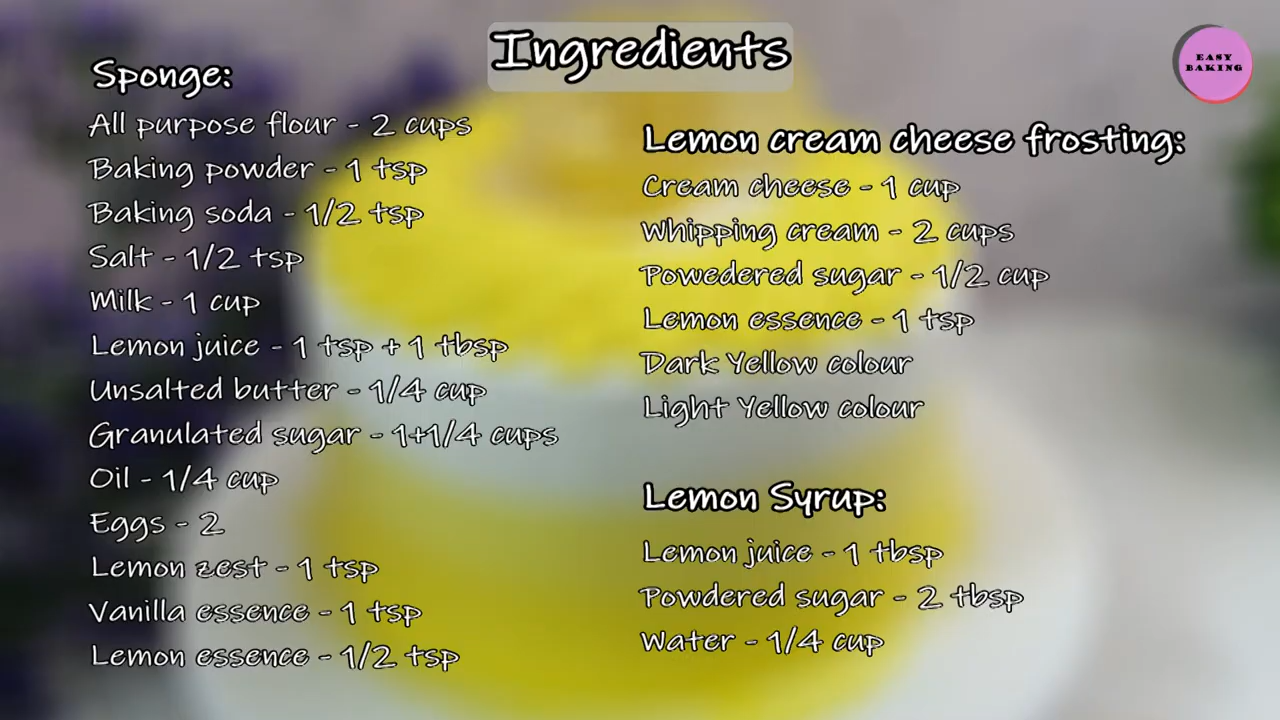 Ingredients
EASY
BAKING
Sponge:
All purpose flour - 2 cups
Baking powder - 1 tsp
Baking soda - 1/2 tsp
Salt - 1/2 tsp
Milk - 1 cup
Lemon juice - 1 tsp + 1 tbsp
Unsalted butter - 1/4 cup
Granulated sugar - 1+1/4 cups
Oil - 1/4 cup
Eggs - 2
Lemon zest - 1 tsp
Vanilla essence - 1 tsp
Lemon essence - 1/2 tsp
Lemon cream cheese frosting:
Cream cheese - 1 cup
Whipping cream - 2 cups
Powedered sugar - 1/2 cup
Lemon essence - 1 tsp
Dark Yellow colour
Light Yellow colour
Lemon Syrup:
Lemon juice - 1 tbsp
Powdered sugar - 2 tbsp
Water - 1/4 cup